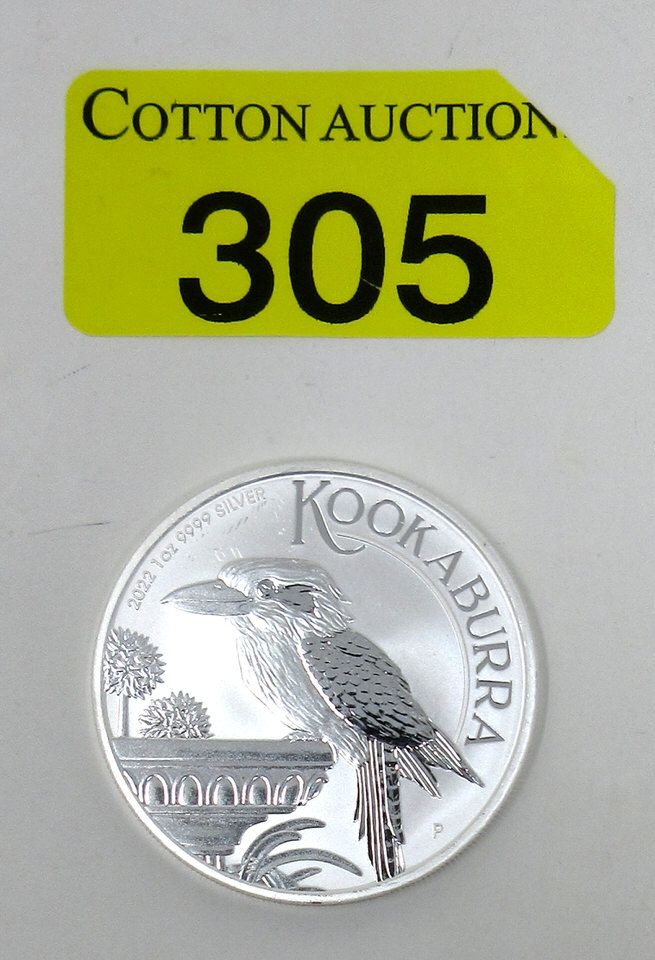 COTTON AUCTION
305
2022 1oz 9999 SILVER
KOOKABURRA
P